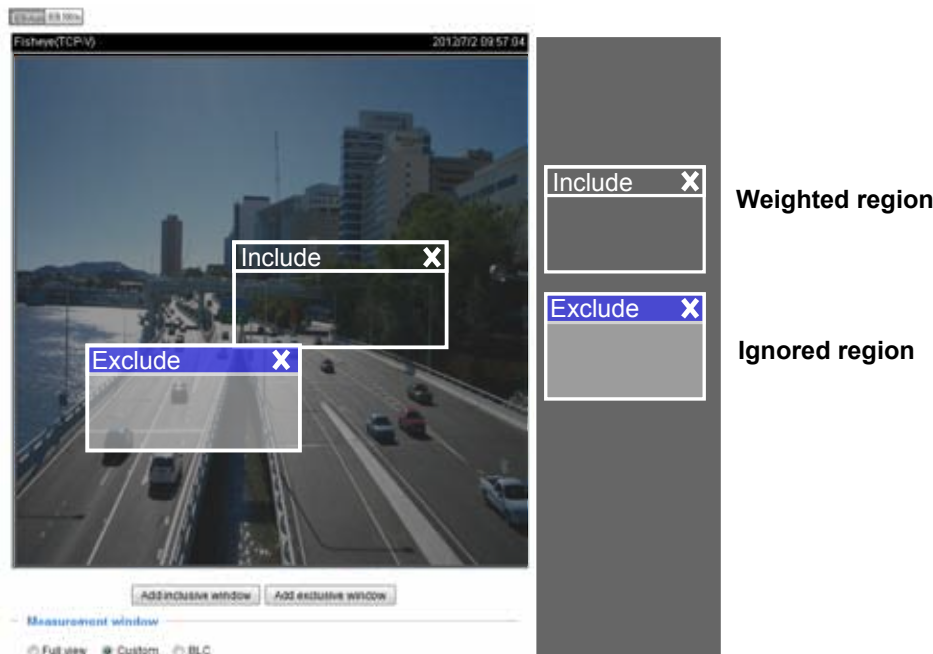 Fisheye(TCP-V) 2012/7/2 09:57:04
Include
Exclude
Include
Weighted region
Exclude
Ignored region
Add inclusive window Add exclusive window
Measurement window
Full view Custom BLC